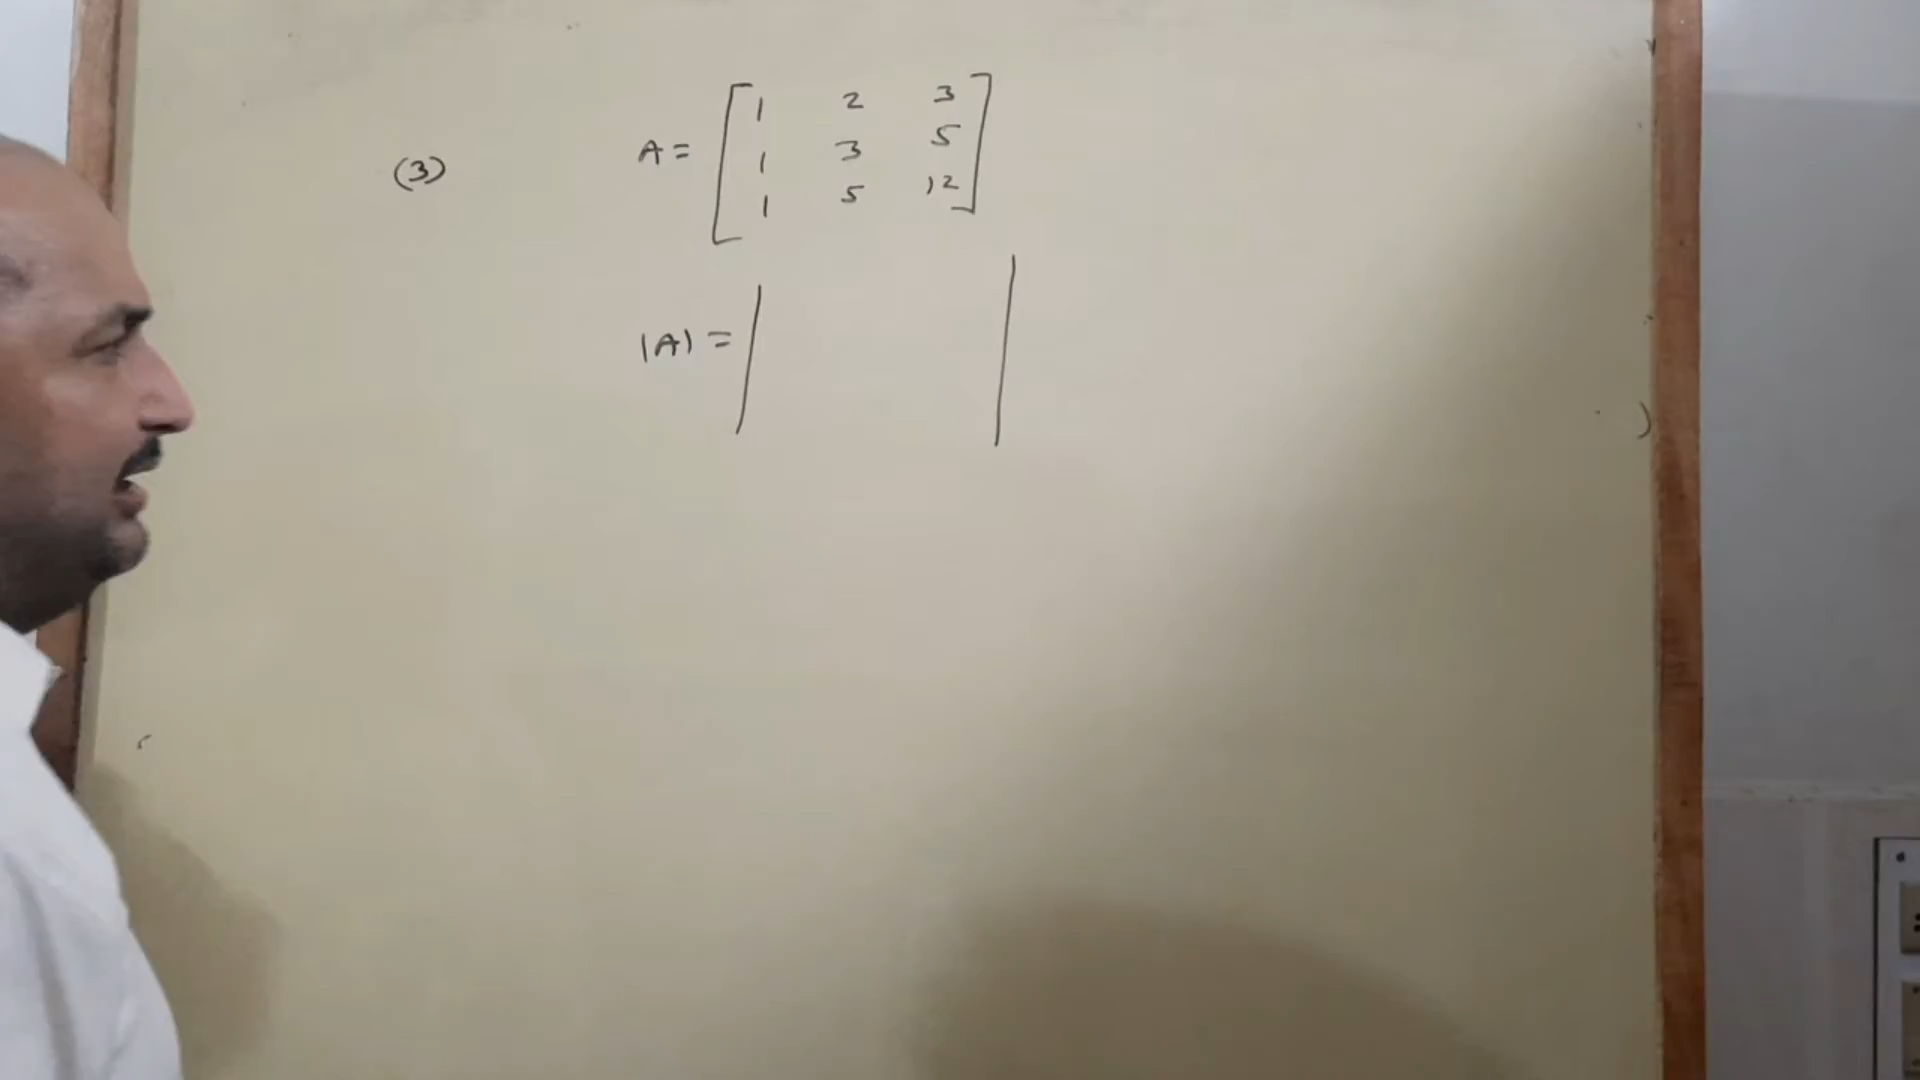 (3) A = [ 1 2 3
1 3 5
1 5 12 ]
|A| = | |